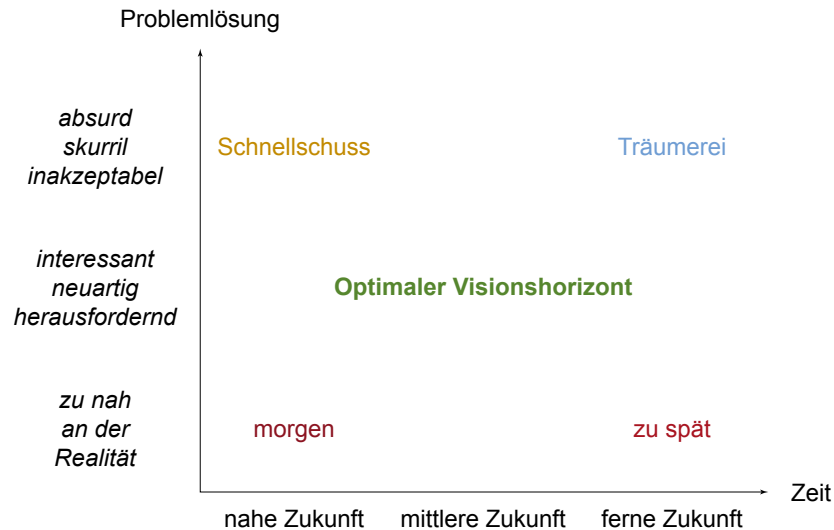 Problemlösung
absurd
skurril
inakzeptabel
Schnellschuss
Träumerei
interessant
neuartig
herausfordernd
Optimaler Visionshorizont
zu nah
an der
Realität
morgen
zu spät
Zeit
nahe Zukunft
mittlere Zukunft
ferne Zukunft